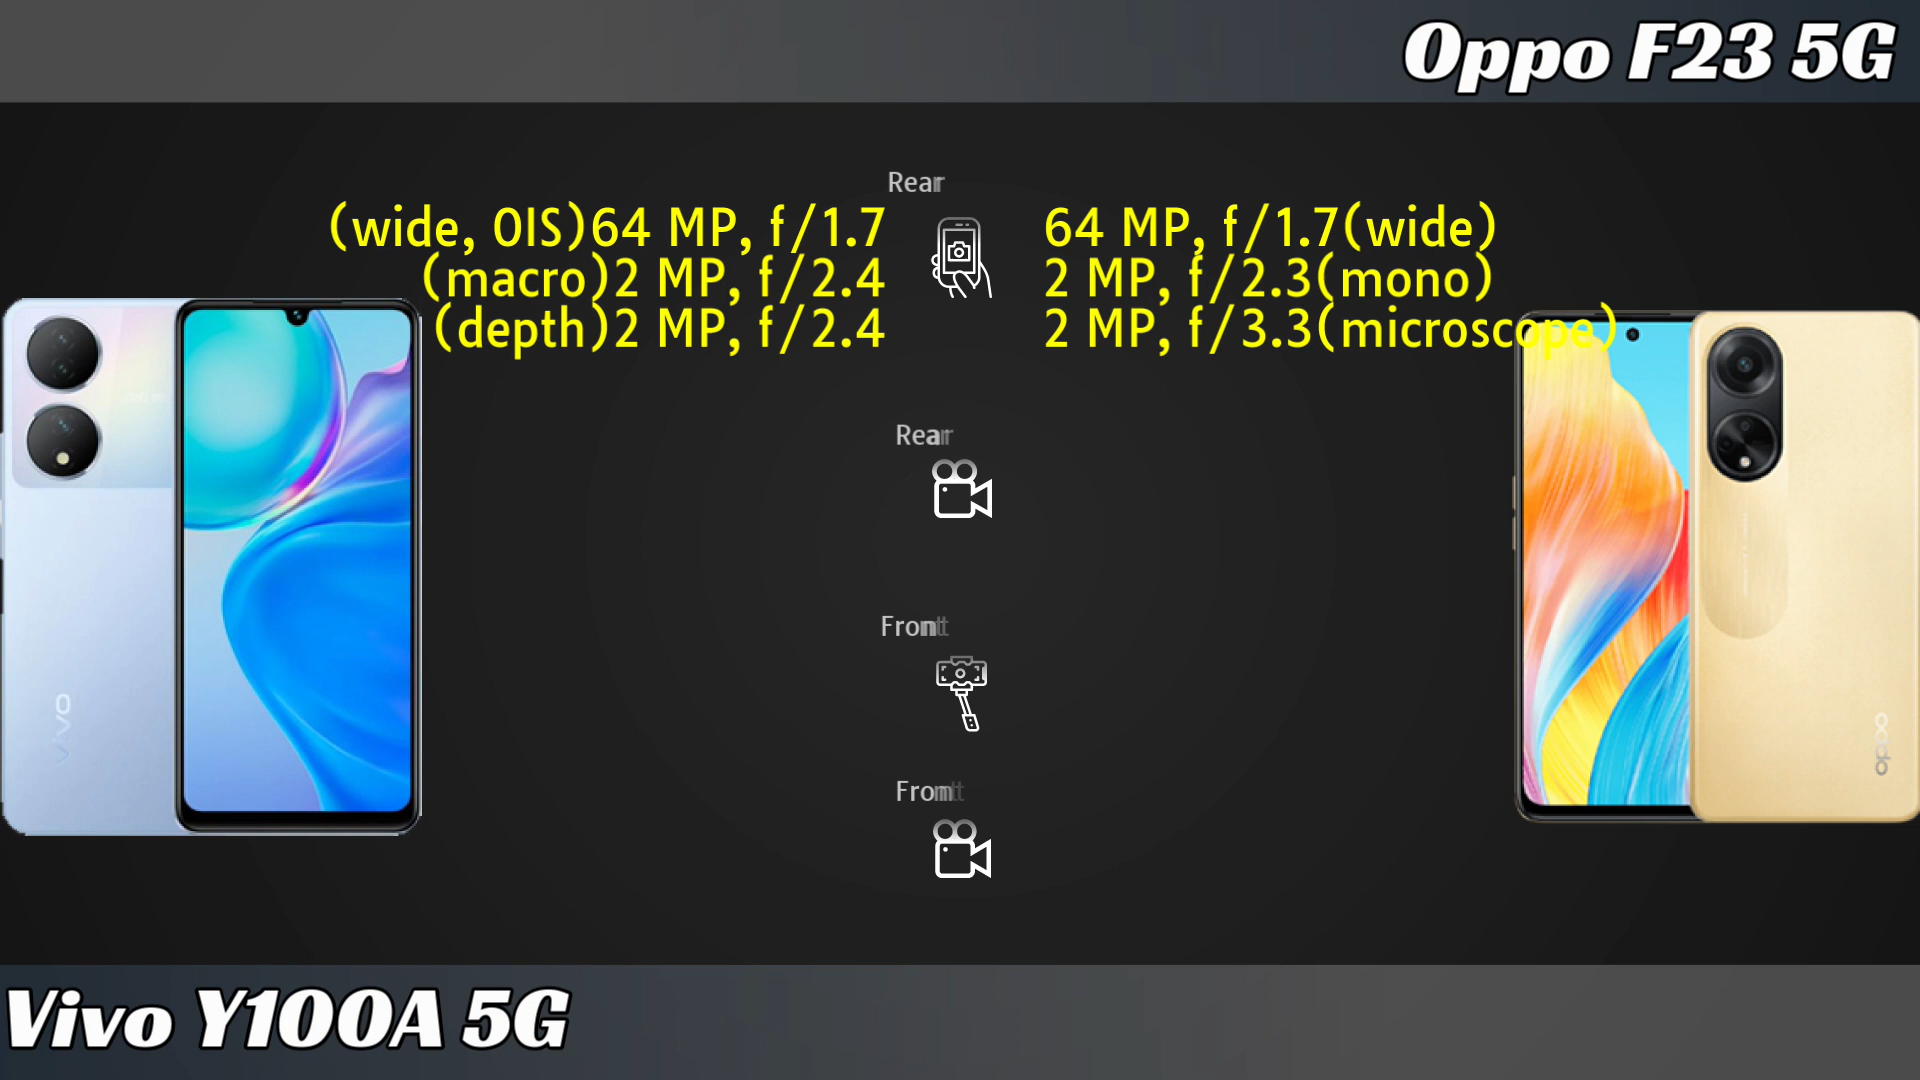 Oppo F23 5G
Rear
(wide, OIS)64 MP, f/1.7
64 MP, f/1.7(wide)
(macro)2 MP, f/2.4
2 MP, f/2.3(mono)
(depth)2 MP, f/2.4
2 MP, f/3.3(microscope)
Rear
Front
Front
vivo
oppo
Vivo Y100A 5G